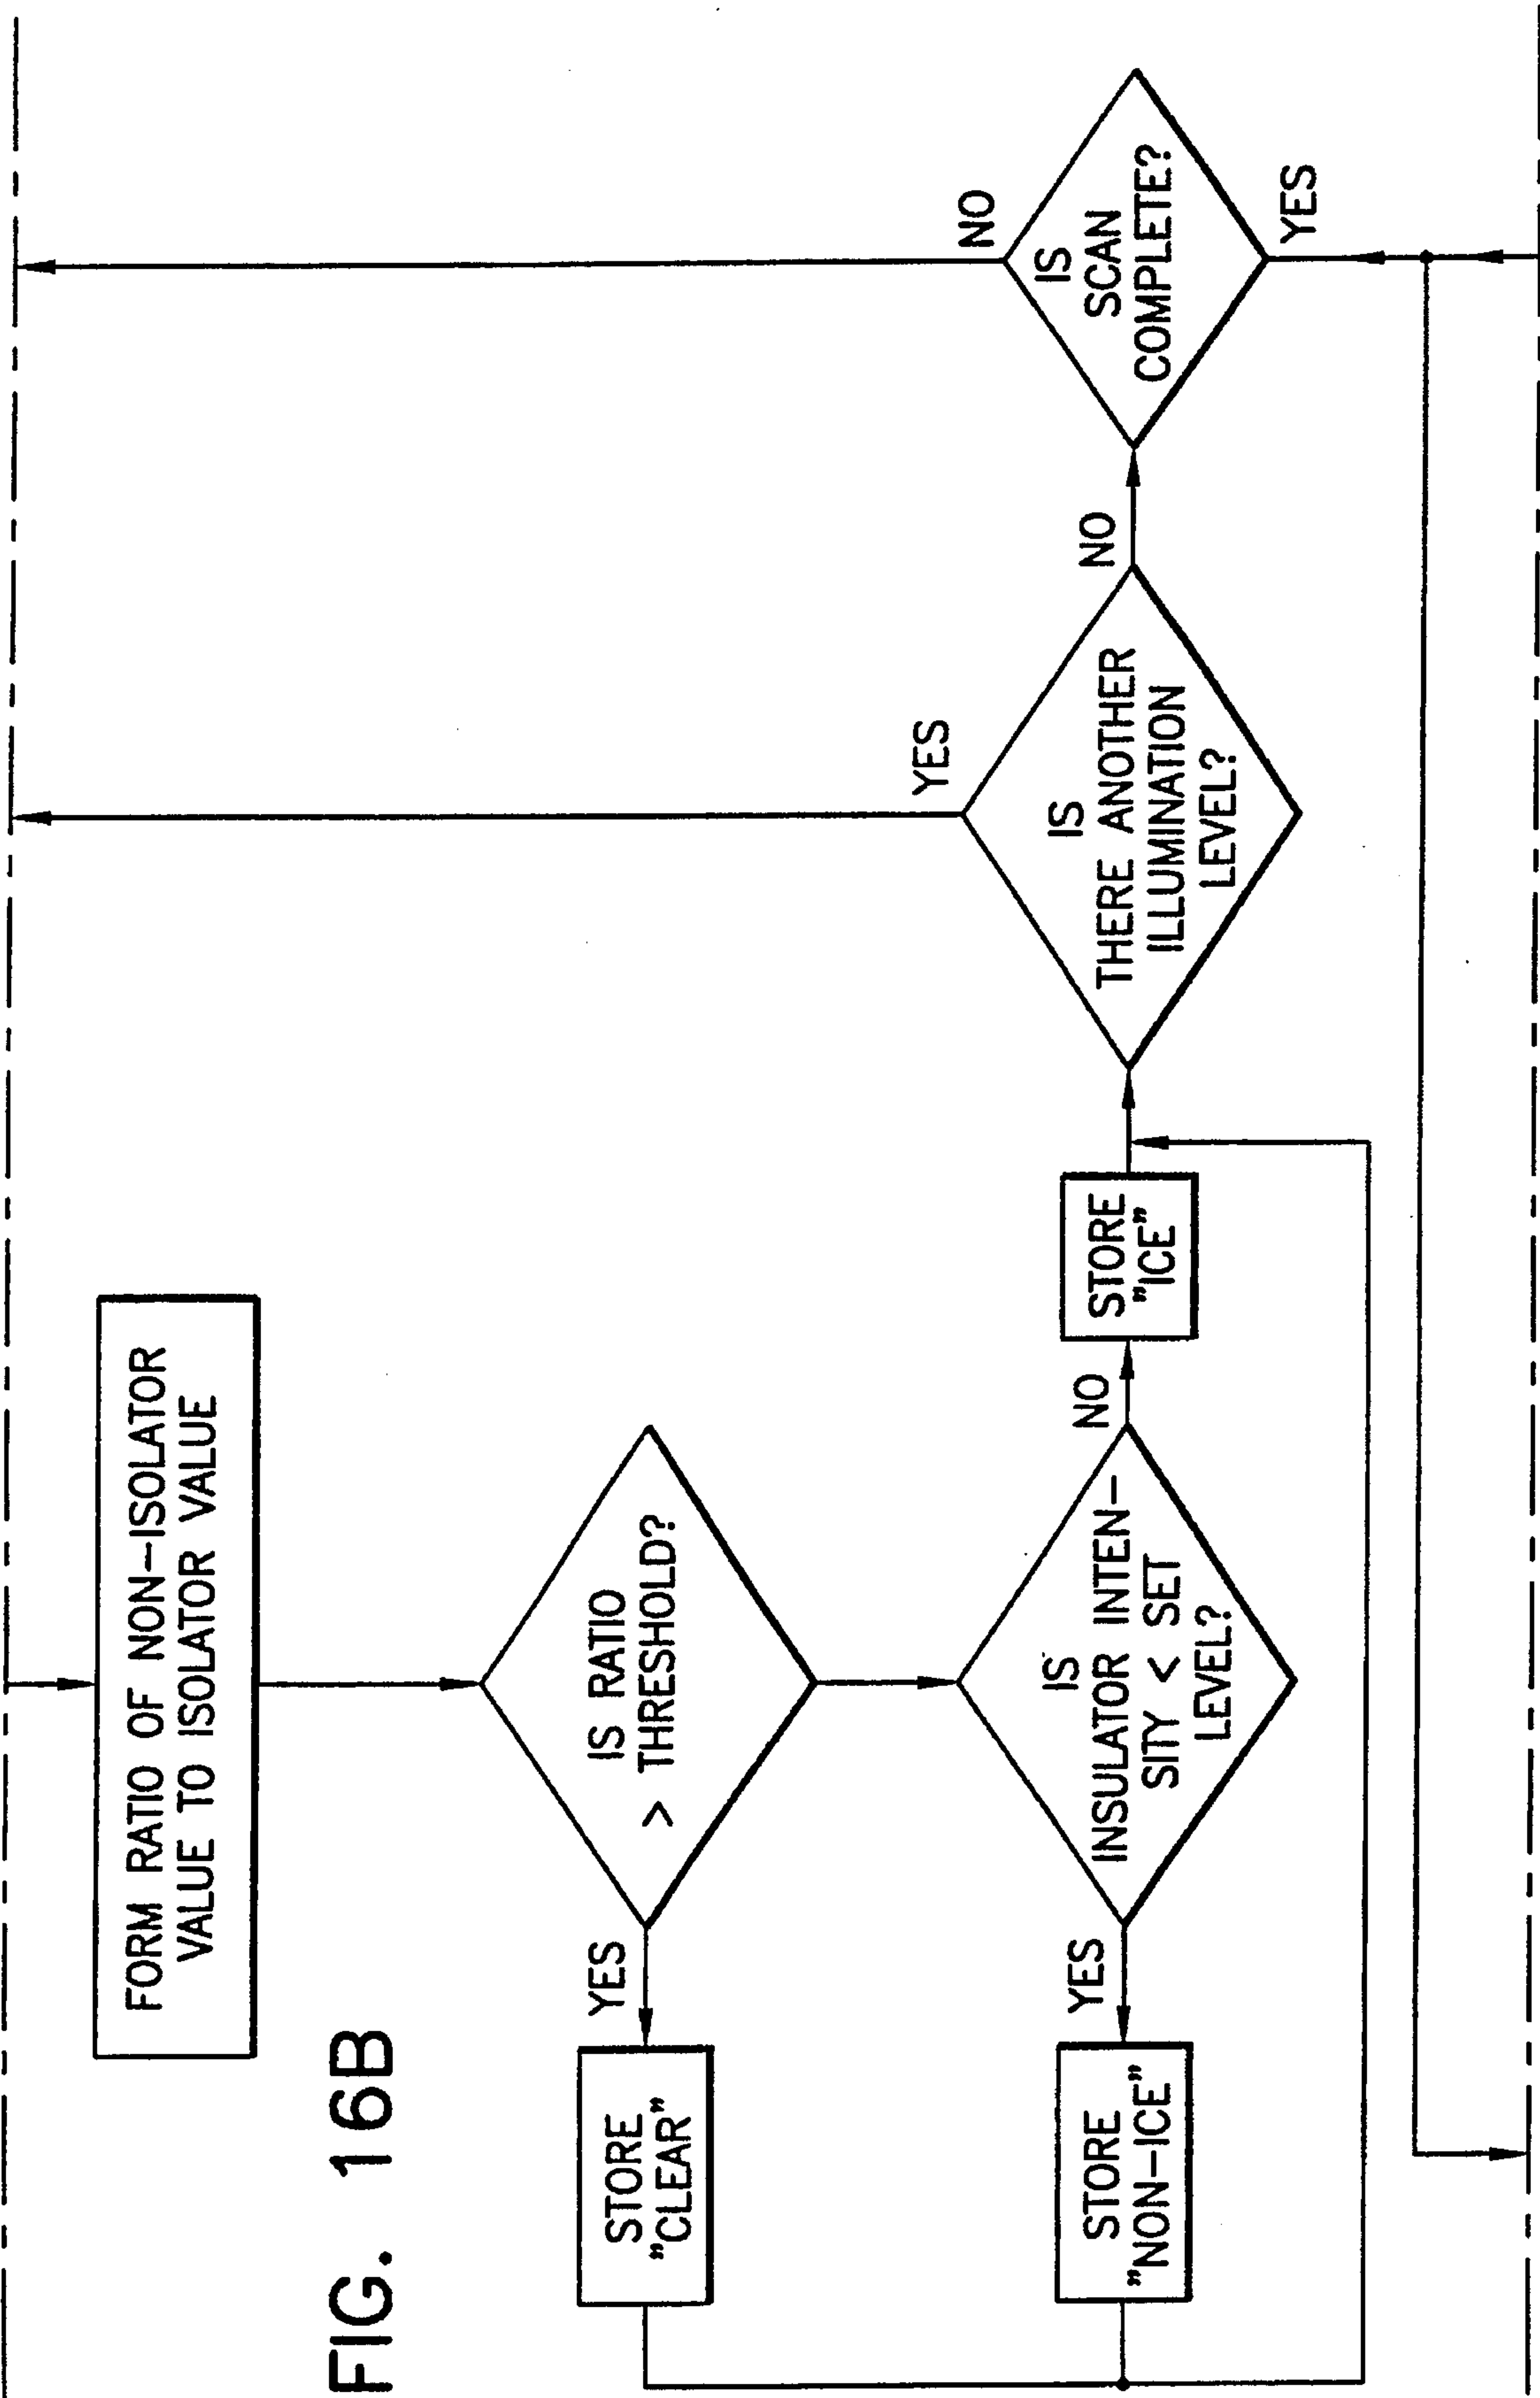 FIG. 16B
FORM RATIO OF NON-ISOLATOR
VALUE TO ISOLATOR VALUE
IS RATIO
> THRESHOLD?
YES
STORE
"CLEAR"
IS
INSULATOR INTEN-
SITY < SET
LEVEL?
YES
STORE
"NON-ICE"
NO
STORE
"ICE"
IS
THERE ANOTHER
ILLUMINATION
LEVEL?
YES
NO
IS
SCAN
COMPLETE?
NO
YES